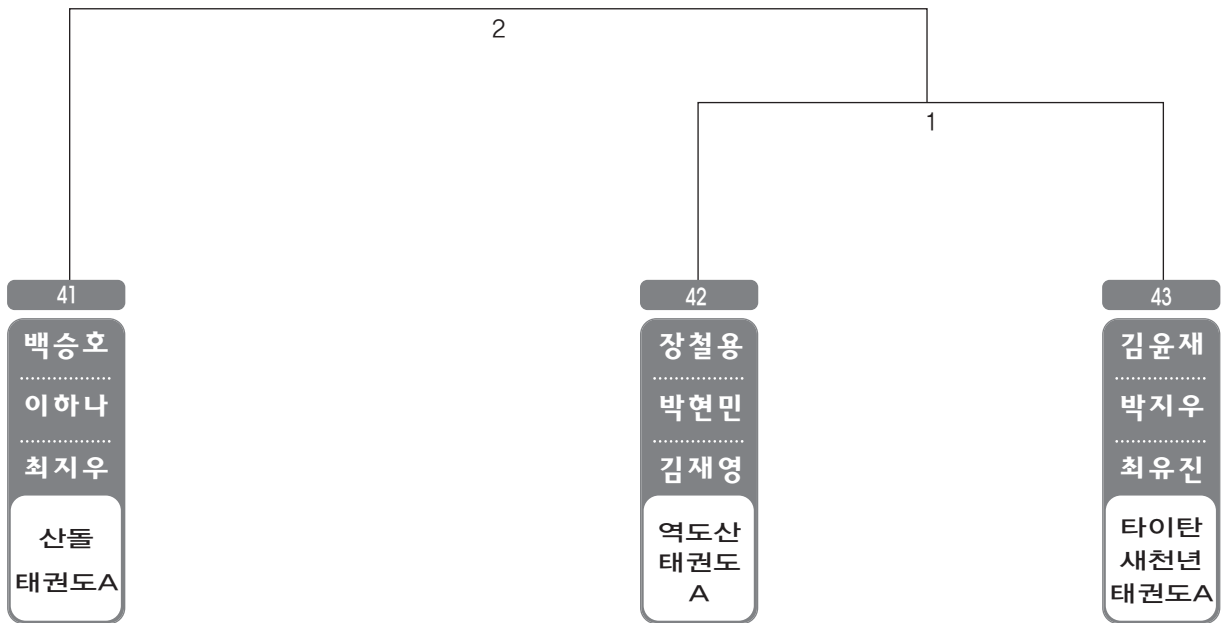 2
1
41
백승호
이하나
최지우
산돌
태권도A
42
장철용
박현민
김재영
역도산
태권도
A
43
김윤재
박지우
최유진
타이탄
새천년
태권도A